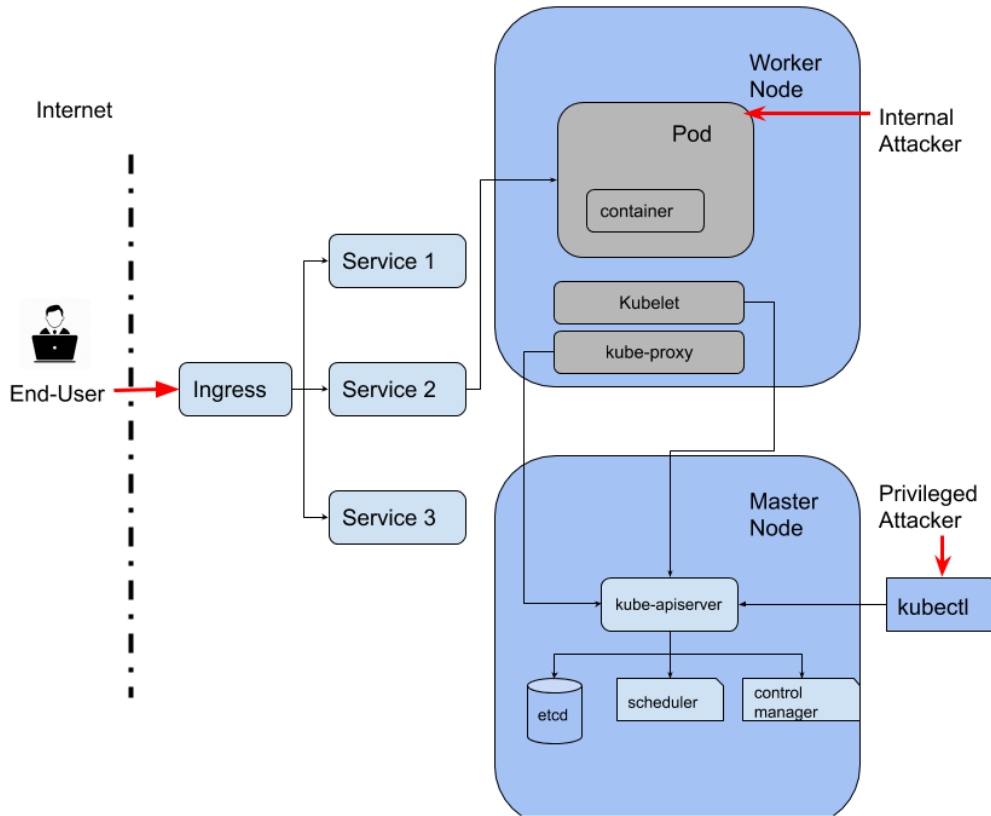 Internet
End-User
Ingress
Service 1
Service 2
Service 3
Worker
Node
Pod
container
Kubelet
kube-proxy
Internal
Attacker
Master
Node
kube-apiserver
etcd
scheduler
control
manager
Privileged
Attacker
kubectl